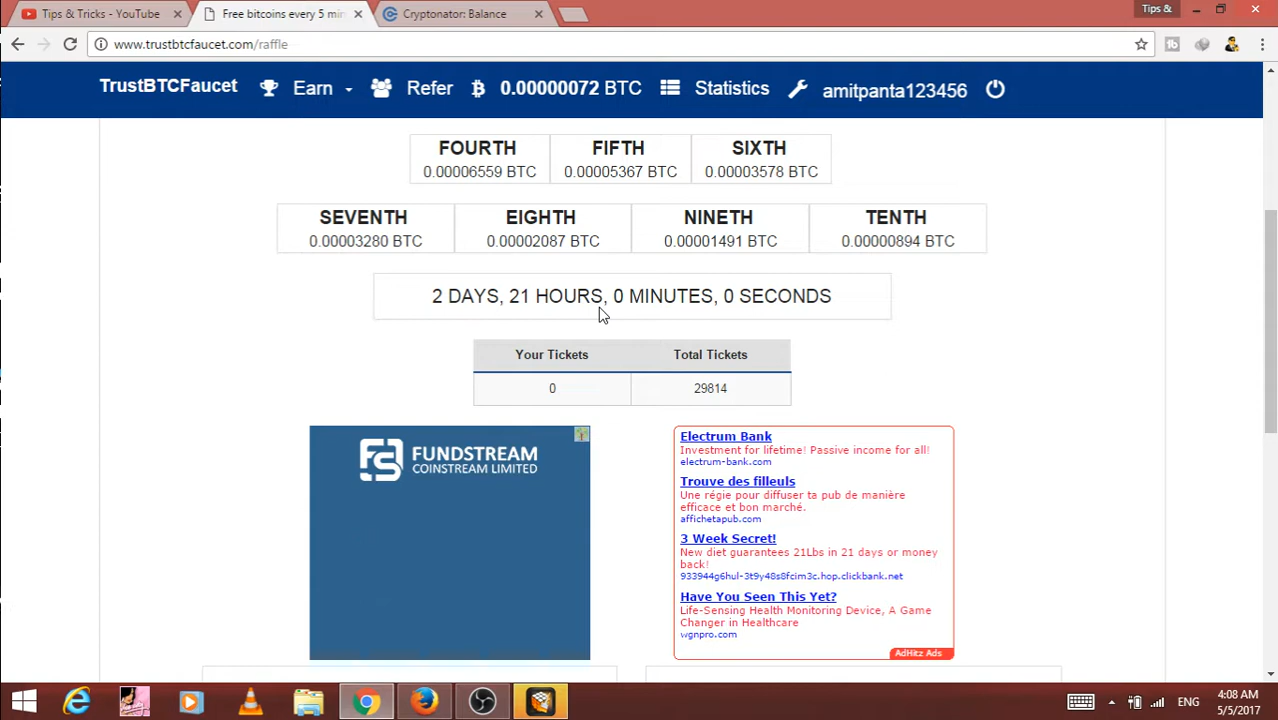 Tips & Tricks - YouTube
Free bitcoins every 5 min
Cryptonator: Balance
Tips &
www.trustbtcfaucet.com/raffle
TrustBTCFaucet
Earn
Refer
0.00000072 BTC
Statistics
amitpanta123456
FOURTH
0.00006559 BTC
FIFTH
0.00005367 BTC
SIXTH
0.00003578 BTC
SEVENTH
0.00003280 BTC
EIGHTH
0.00002087 BTC
NINETH
0.00001491 BTC
TENTH
0.00000894 BTC
2 DAYS, 21 HOURS, 0 MINUTES, 0 SECONDS
Your Tickets
Total Tickets
0
29814
FS
FUNDSTREAM
COINSTREAM LIMITED
Electrum Bank
Investment for lifetime! Passive income for all!
electrum-bank.com
Trouve des filleuls
Une régie pour diffuser ta pub de manière
efficace et bon marché.
affichetapub.com
3 Week Secret!
New diet guarantees 21Lbs in 21 days or money
back!
933944g6hul-3t9y48s8fcim3c.hop.clickbank.net
Have You Seen This Yet?
Life-Sensing Health Monitoring Device, A Game
Changer in Healthcare
wgnpro.com
AdHitz Ads
ENG
4:08 AM
5/5/2017